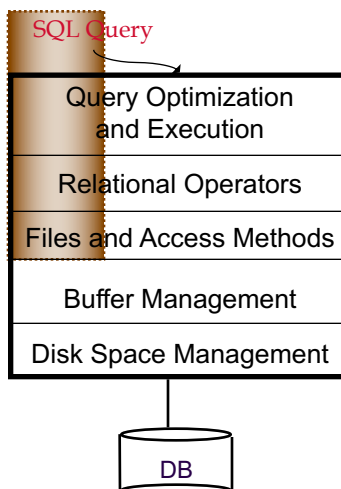 SQL Query
Query Optimization
and Execution
Relational Operators
Files and Access Methods
Buffer Management
Disk Space Management
DB